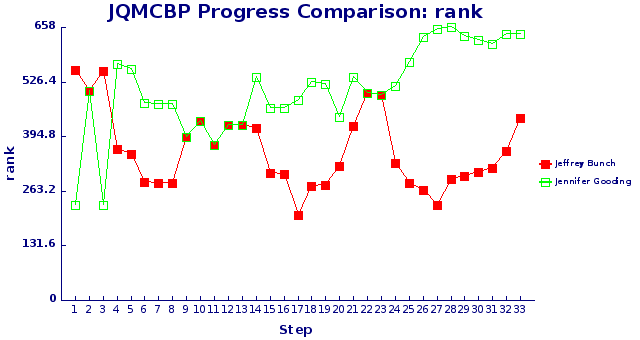 JQMCBP Progress Comparison: rank
658
526.4
394.8
263.2
131.6
0
rank
1 2 3 4 5 6 7 8 9 10 11 12 13 14 15 16 17 18 19 20 21 22 23 24 25 26 27 28 29 30 31 32 33
Step
Jeffrey Bunch
Jennifer Gooding